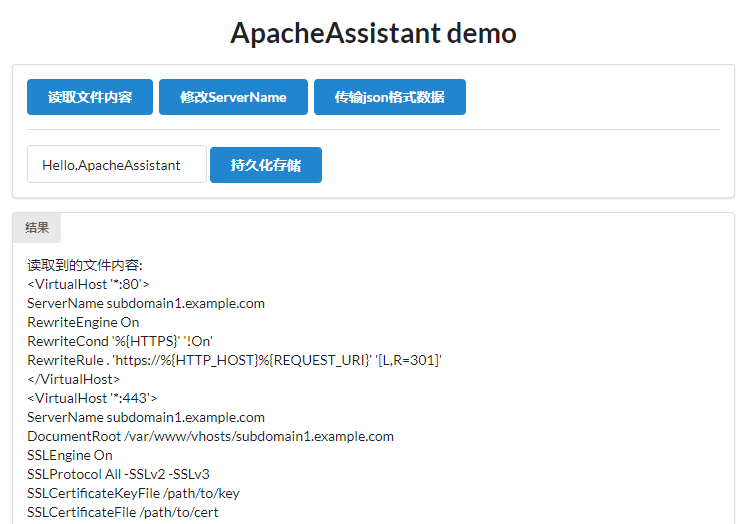 ApacheAssistant demo
读取文件内容 修改ServerName 传输json格式数据
Hello,ApacheAssistant 持久化存储
结果
读取到的文件内容:
<VirtualHost '*:80'>
ServerName subdomain1.example.com
RewriteEngine On
RewriteCond '%{HTTPS}' '!On'
RewriteRule . 'https://%{HTTP_HOST}%{REQUEST_URI}' '[L,R=301]'
</VirtualHost>
<VirtualHost '*:443'>
ServerName subdomain1.example.com
DocumentRoot /var/www/vhosts/subdomain1.example.com
SSLEngine On
SSLProtocol All -SSLv2 -SSLv3
SSLCertificateKeyFile /path/to/key
SSLCertificateFile /path/to/cert